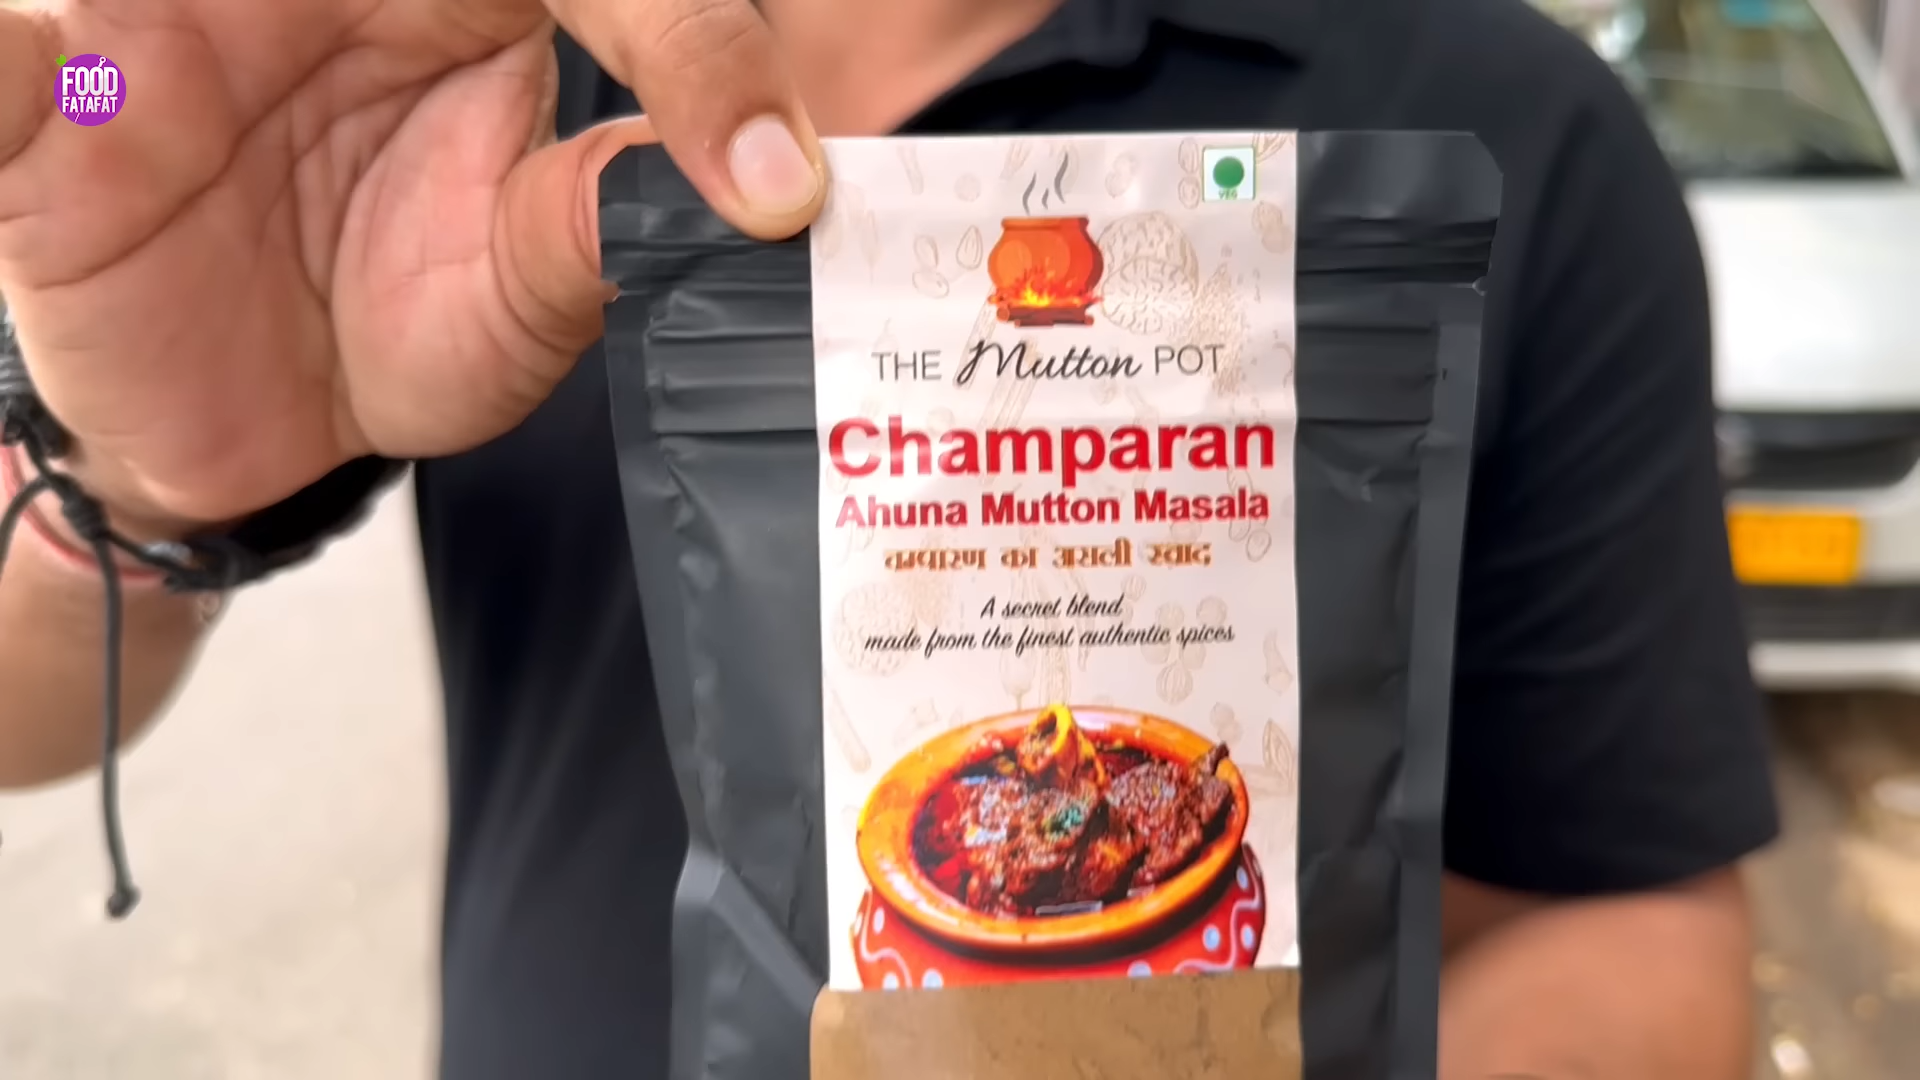 FOOD
FATAFAT
VEG
THE Mutton POT
Champaran
Ahuna Mutton Masala
चम्पारण का असली स्वाद
A secret blend
made from the finest authentic spices